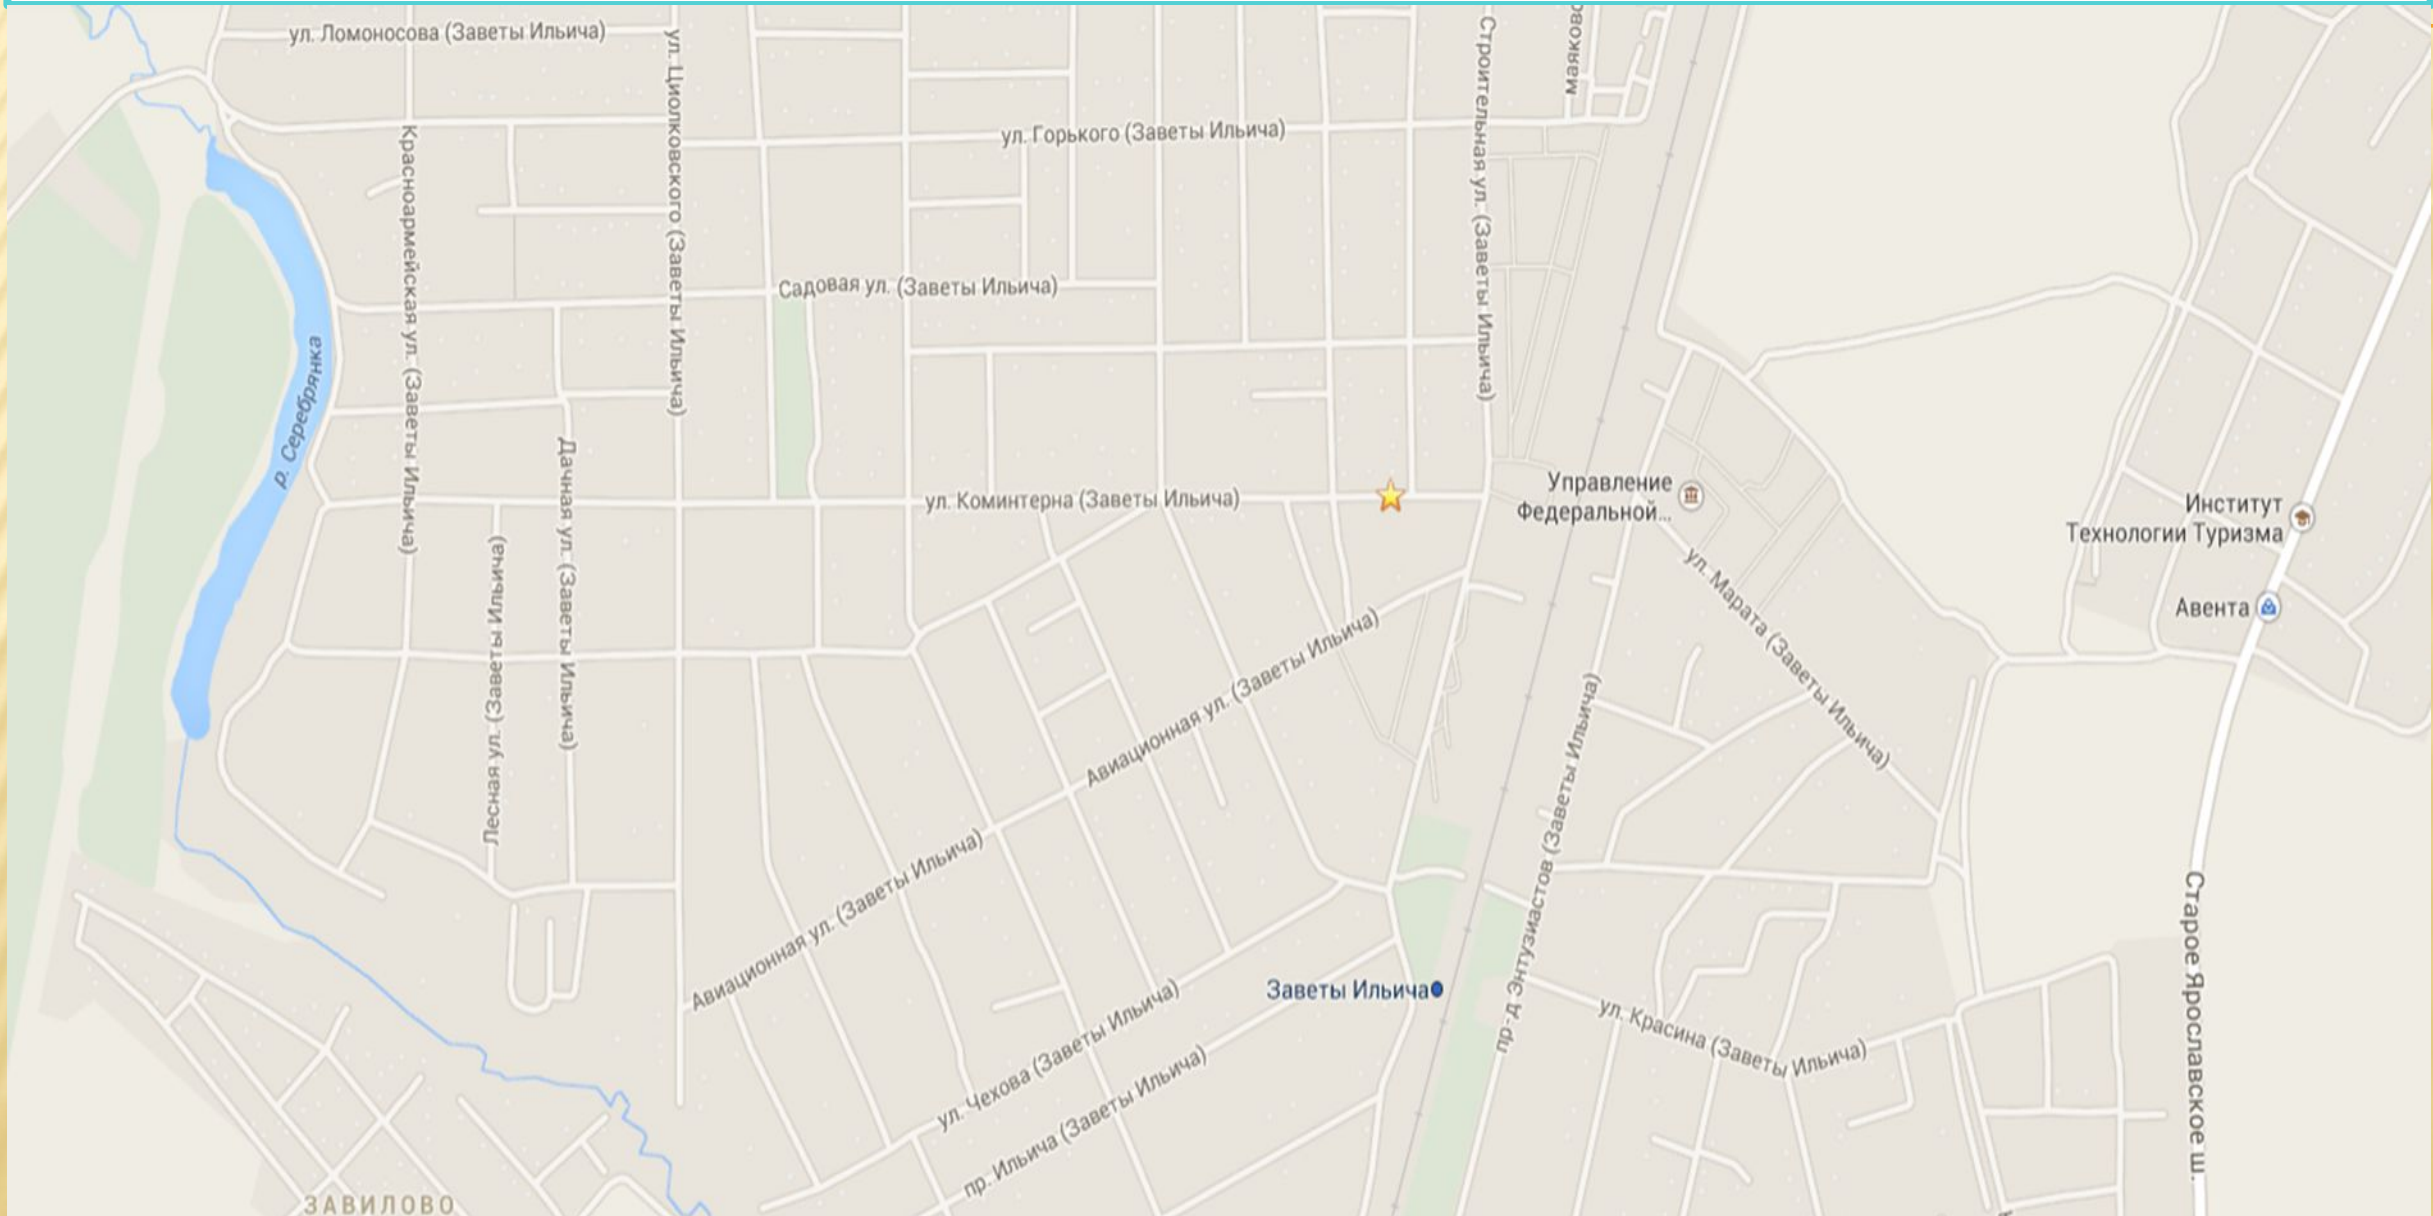 ул. Ломоносова (Заветы Ильича)
ул. Циолковского (Заветы Ильича)
Строительная ул. (Заветы Ильича)
ул. Горького (Заветы Ильича)
Красноармейская ул. (Заветы Ильича)
Садовая ул. (Заветы Ильича)
р. Серебрянка
Дачная ул. (Заветы Ильича)
ул. Коминтерна (Заветы Ильича)
Управление
Федеральной...
Институт
Технологии Туризма
Лесная ул. (Заветы Ильича)
ул. Марата (Заветы Ильича)
Авента
Авиационная ул. (Заветы Ильича)
Авиационная ул. (Заветы Ильича)
пр-д Энтузиастов (Заветы Ильича)
Старое Ярославское ш.
Заветы Ильича
ул. Красина (Заветы Ильича)
ул. Чехова (Заветы Ильича)
пр. Ильича (Заветы Ильича)
ЗАВИЛОВО